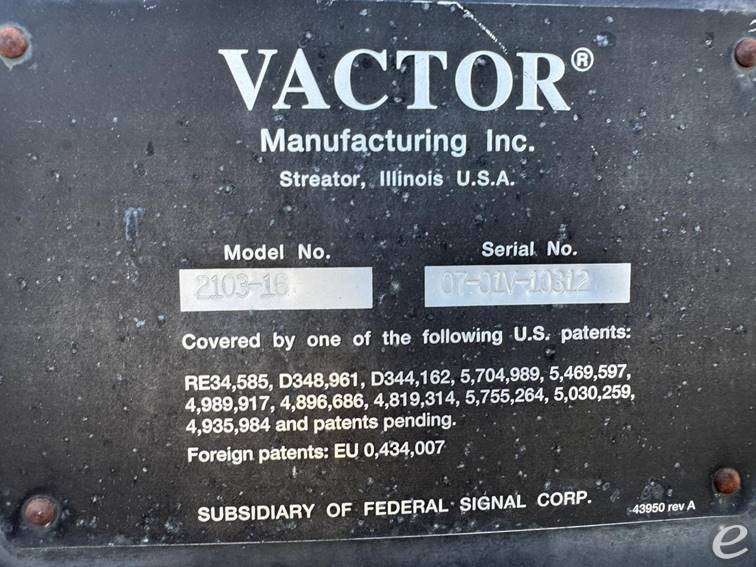 VACTOR®
Manufacturing Inc.
Streator, Illinois U.S.A.
Model No. Serial No.
2103-16 07-01V-10312
Covered by one of the following U.S. patents:
RE34,585, D348,961, D344,162, 5,704,989, 5,469,597,
4,989,917, 4,896,686, 4,819,314, 5,755,264, 5,030,259,
4,935,984 and patents pending.
Foreign patents: EU 0,434,007
SUBSIDIARY OF FEDERAL SIGNAL CORP. 43950 rev A
e